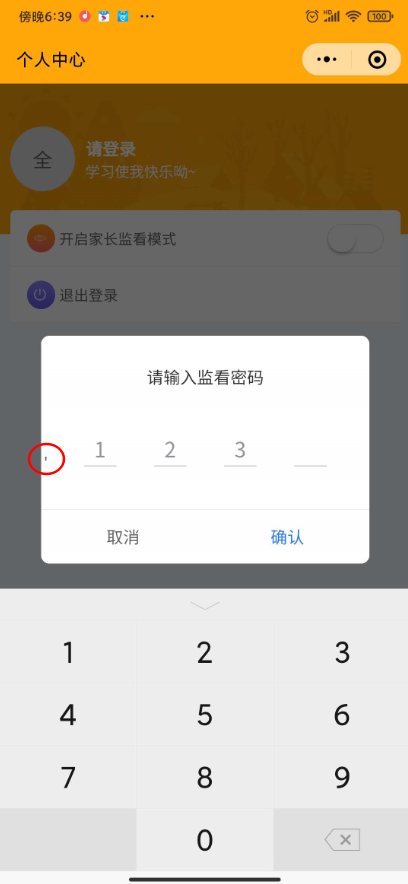 傍晚6:39 ••• HD 100
个人中心
全
请登录
学习使我快乐呦~
开启家长监看模式
退出登录
请输入监看密码
' 1 2 3
取消 确认
1 2 3
4 5 6
7 8 9
0